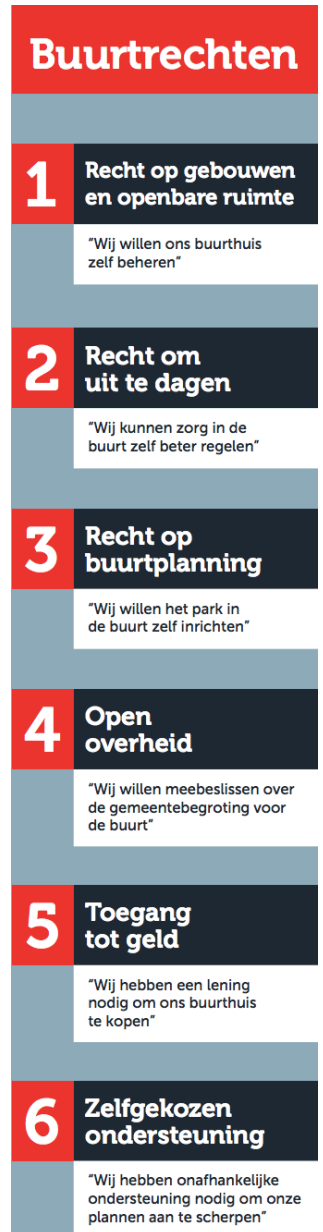 Buurtrechten
1
Recht op gebouwen
en openbare ruimte
“Wij willen ons buurthuis
zelf beheren”
2
Recht om
uit te dagen
“Wij kunnen zorg in de
buurt zelf beter regelen”
3
Recht op
buurtplanning
“Wij willen het park in
de buurt zelf inrichten”
4
Open
overheid
“Wij willen meebeslissen over
de gemeentebegroting voor
de buurt”
5
Toegang
tot geld
“Wij hebben een lening
nodig om ons buurthuis
te kopen”
6
Zelfgekozen
ondersteuning
“Wij hebben onafhankelijke
ondersteuning nodig om onze
plannen aan te scherpen”